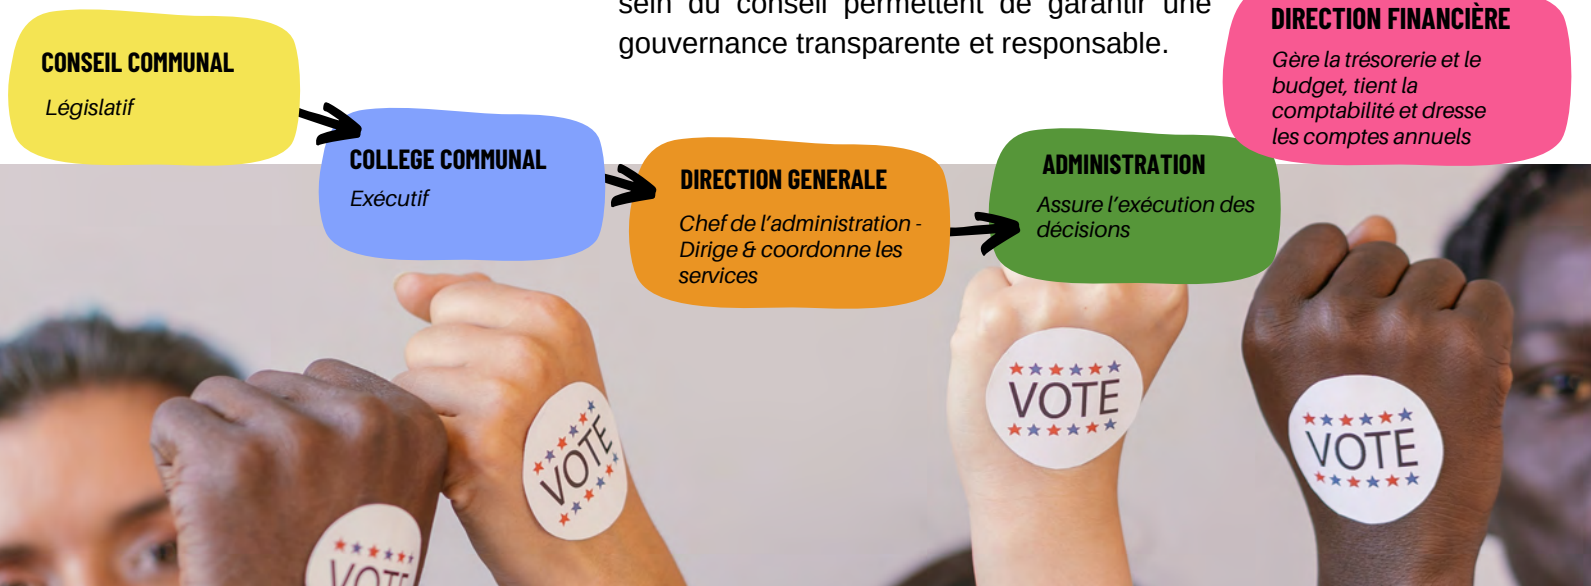 sein du conseil permettent de garantir une
gouvernance transparente et responsable.
CONSEIL COMMUNAL
Législatif
COLLEGE COMMUNAL
Exécutif
DIRECTION GENERALE
Chef de l'administration -
Dirige & coordonne les
services
ADMINISTRATION
Assure l'exécution des
décisions
DIRECTION FINANCIÈRE
Gère la trésorerie et le
budget, tient la
comptabilité et dresse
les comptes annuels
VOTE
VOTE
VOTE
VOTE